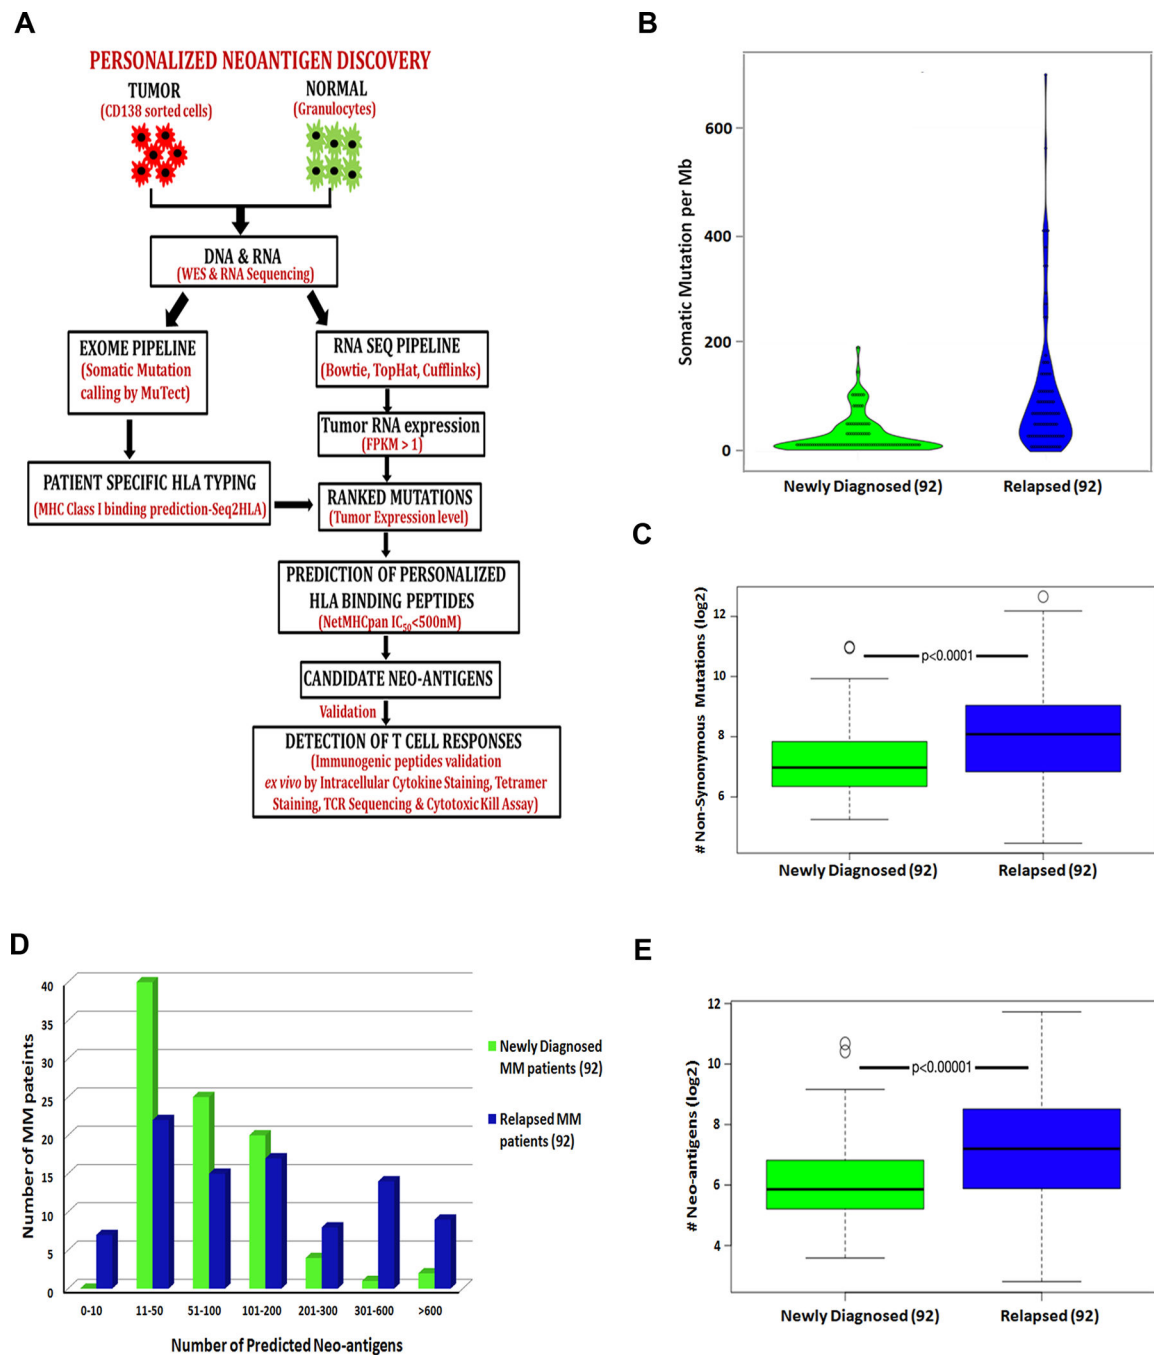 A
PERSONALIZED NEOANTIGEN DISCOVERY
TUMOR
(CD138 sorted cells)
NORMAL
(Granulocytes)
DNA & RNA
(WES & RNA Sequencing)
EXOME PIPELINE
(Somatic Mutation
calling by MuTect)
RNA SEQ PIPELINE
(Bowtie, TopHat, Cufflinks)
Tumor RNA expression
(FPKM > 1)
PATIENT SPECIFIC HLA TYPING
(MHC Class I binding prediction-Seq2HLA)
RANKED MUTATIONS
(Tumor Expression level)
PREDICTION OF PERSONALIZED
HLA BINDING PEPTIDES
(NetMHCpan IC50<500nM)
CANDIDATE NEO-ANTIGENS
Validation
DETECTION OF T CELL RESPONSES
(Immunogenic peptides validation
ex vivo by Intracellular Cytokine Staining, Tetramer
Staining, TCR Sequencing & Cytotoxic Kill Assay)
B
Somatic Mutation per Mb
600
400
200
0
Newly Diagnosed (92)
Relapsed (92)
C
# Non-Synonymous Mutations (log2)
12
10
8
6
p<0.0001
Newly Diagnosed (92)
Relapsed (92)
D
Number of MM pateints
40
35
30
25
20
15
10
5
0
0-10
11-50
51-100
101-200
201-300
301-600
>600
Number of Predicted Neo-antigens
Newly Diagnosed
MM patients (92)
Relapsed MM
patients (92)
E
# Neo-antigens (log2)
12
10
8
6
4
p<0.00001
Newly Diagnosed (92)
Relapsed (92)